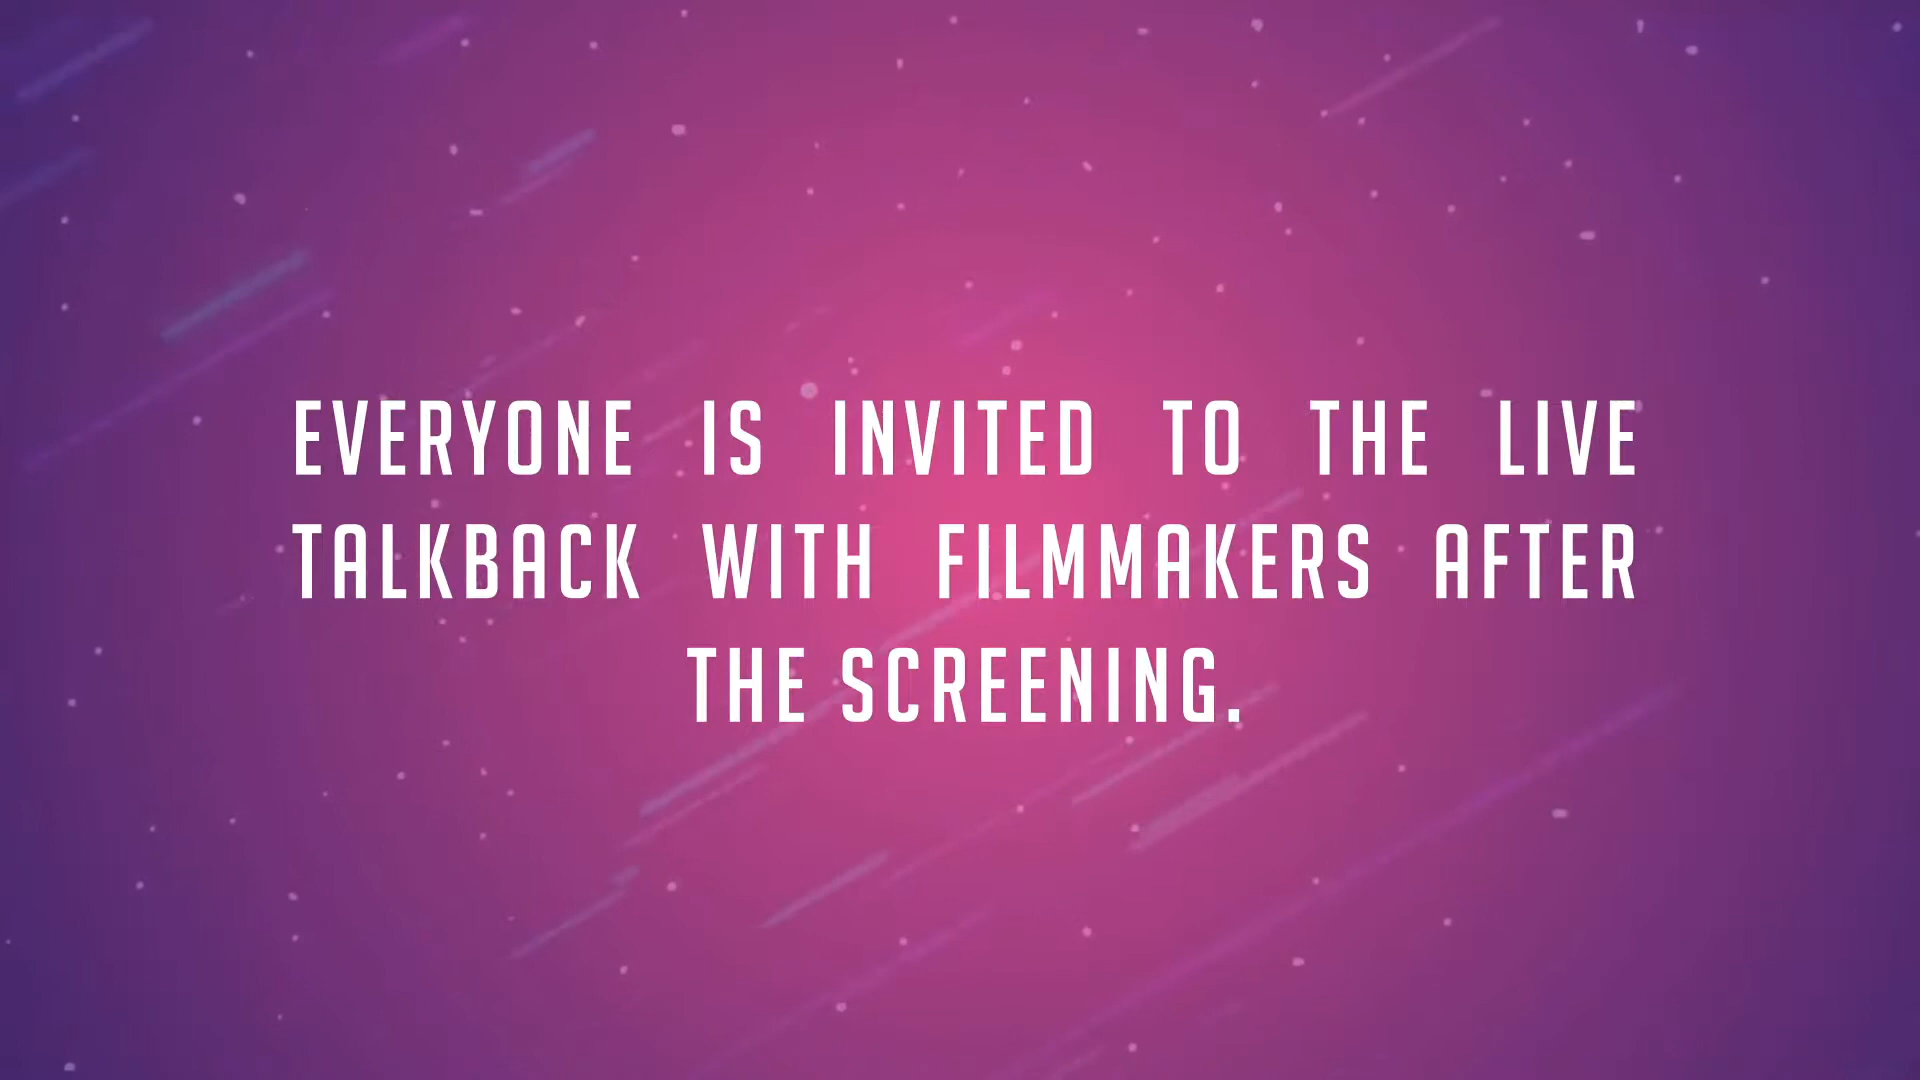 EVERYONE IS INVITED TO THE LIVE
TALKBACK WITH FILMMAKERS AFTER
THE SCREENING.